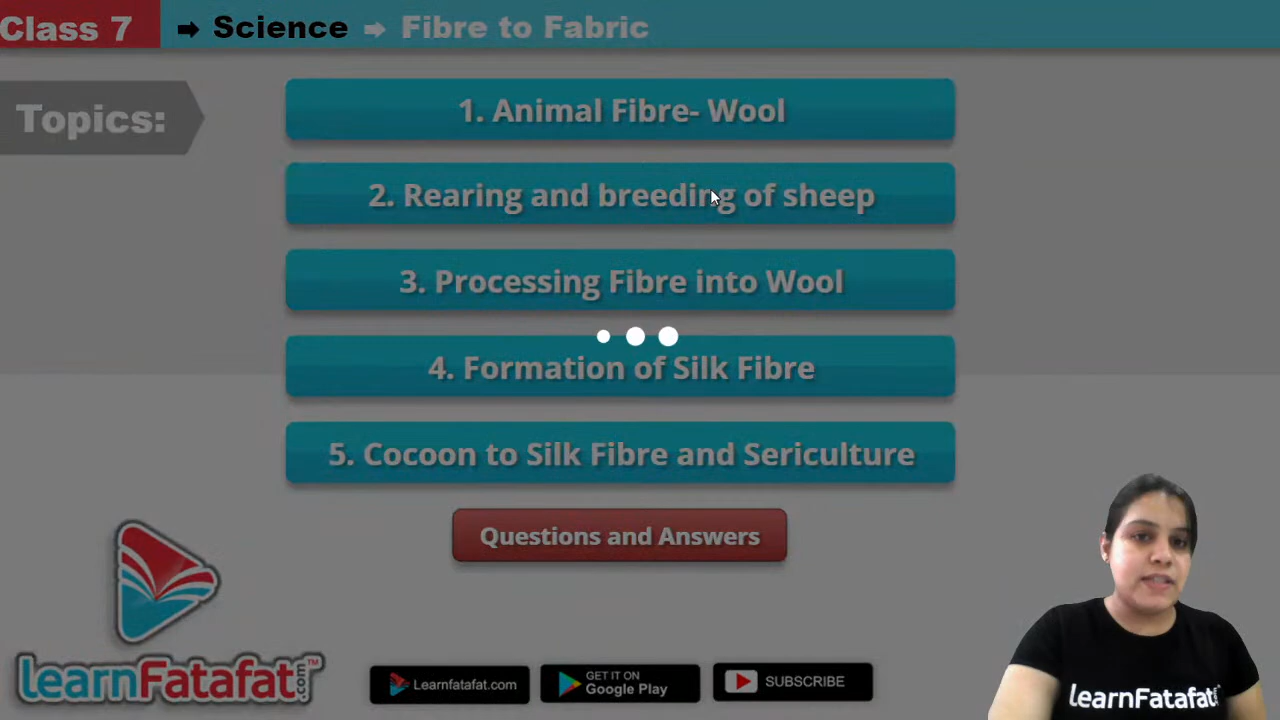 Class 7 ➡ Science ➡ Fibre to Fabric
Topics:
1. Animal Fibre- Wool
2. Rearing and breeding of sheep
3. Processing Fibre into Wool
4. Formation of Silk Fibre
5. Cocoon to Silk Fibre and Sericulture
Questions and Answers
learnFatafat.com™
Learnfatafat.com
GET IT ON
Google Play
SUBSCRIBE
learnFatafat.com